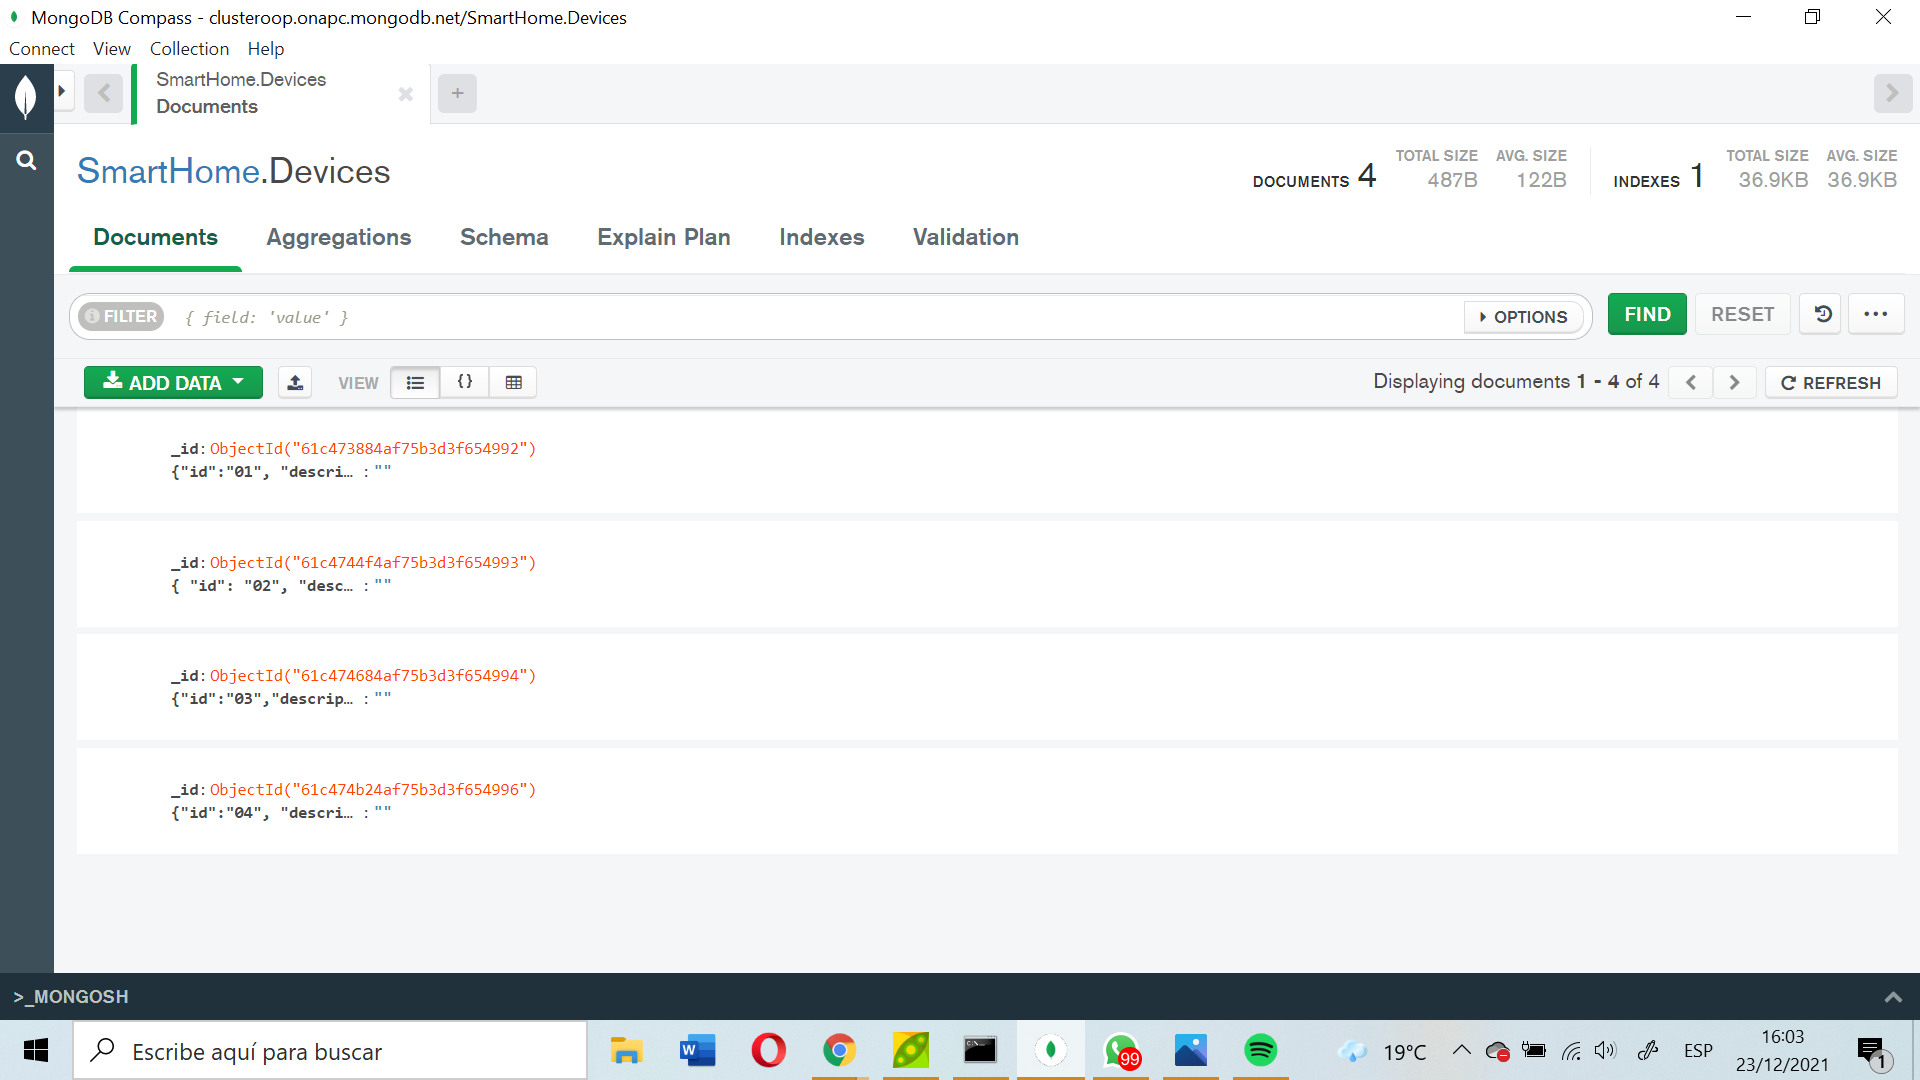 MongoDB Compass - clusteroop.onapc.mongodb.net/SmartHome.Devices
Connect View Collection Help
SmartHome.Devices
Documents
SmartHome.Devices
DOCUMENTS 4
TOTAL SIZE
487B
AVG. SIZE
122B
INDEXES 1
TOTAL SIZE
36.9KB
AVG. SIZE
36.9KB
Documents Aggregations Schema Explain Plan Indexes Validation
FILTER { field: 'value' } OPTIONS FIND RESET
ADD DATA VIEW {} Displaying documents 1 - 4 of 4 REFRESH
_id: ObjectId("61c473884af75b3d3f654992")
{"id":"01", "descri… : ""
_id: ObjectId("61c4744f4af75b3d3f654993")
{ "id": "02", "desc… : ""
_id: ObjectId("61c474684af75b3d3f654994")
{"id":"03","descrip… : ""
_id: ObjectId("61c474b24af75b3d3f654996")
{"id":"04", "descri… : ""
>_MONGOSH
Escribe aquí para buscar
99
19°C
ESP
16:03
23/12/2021
1